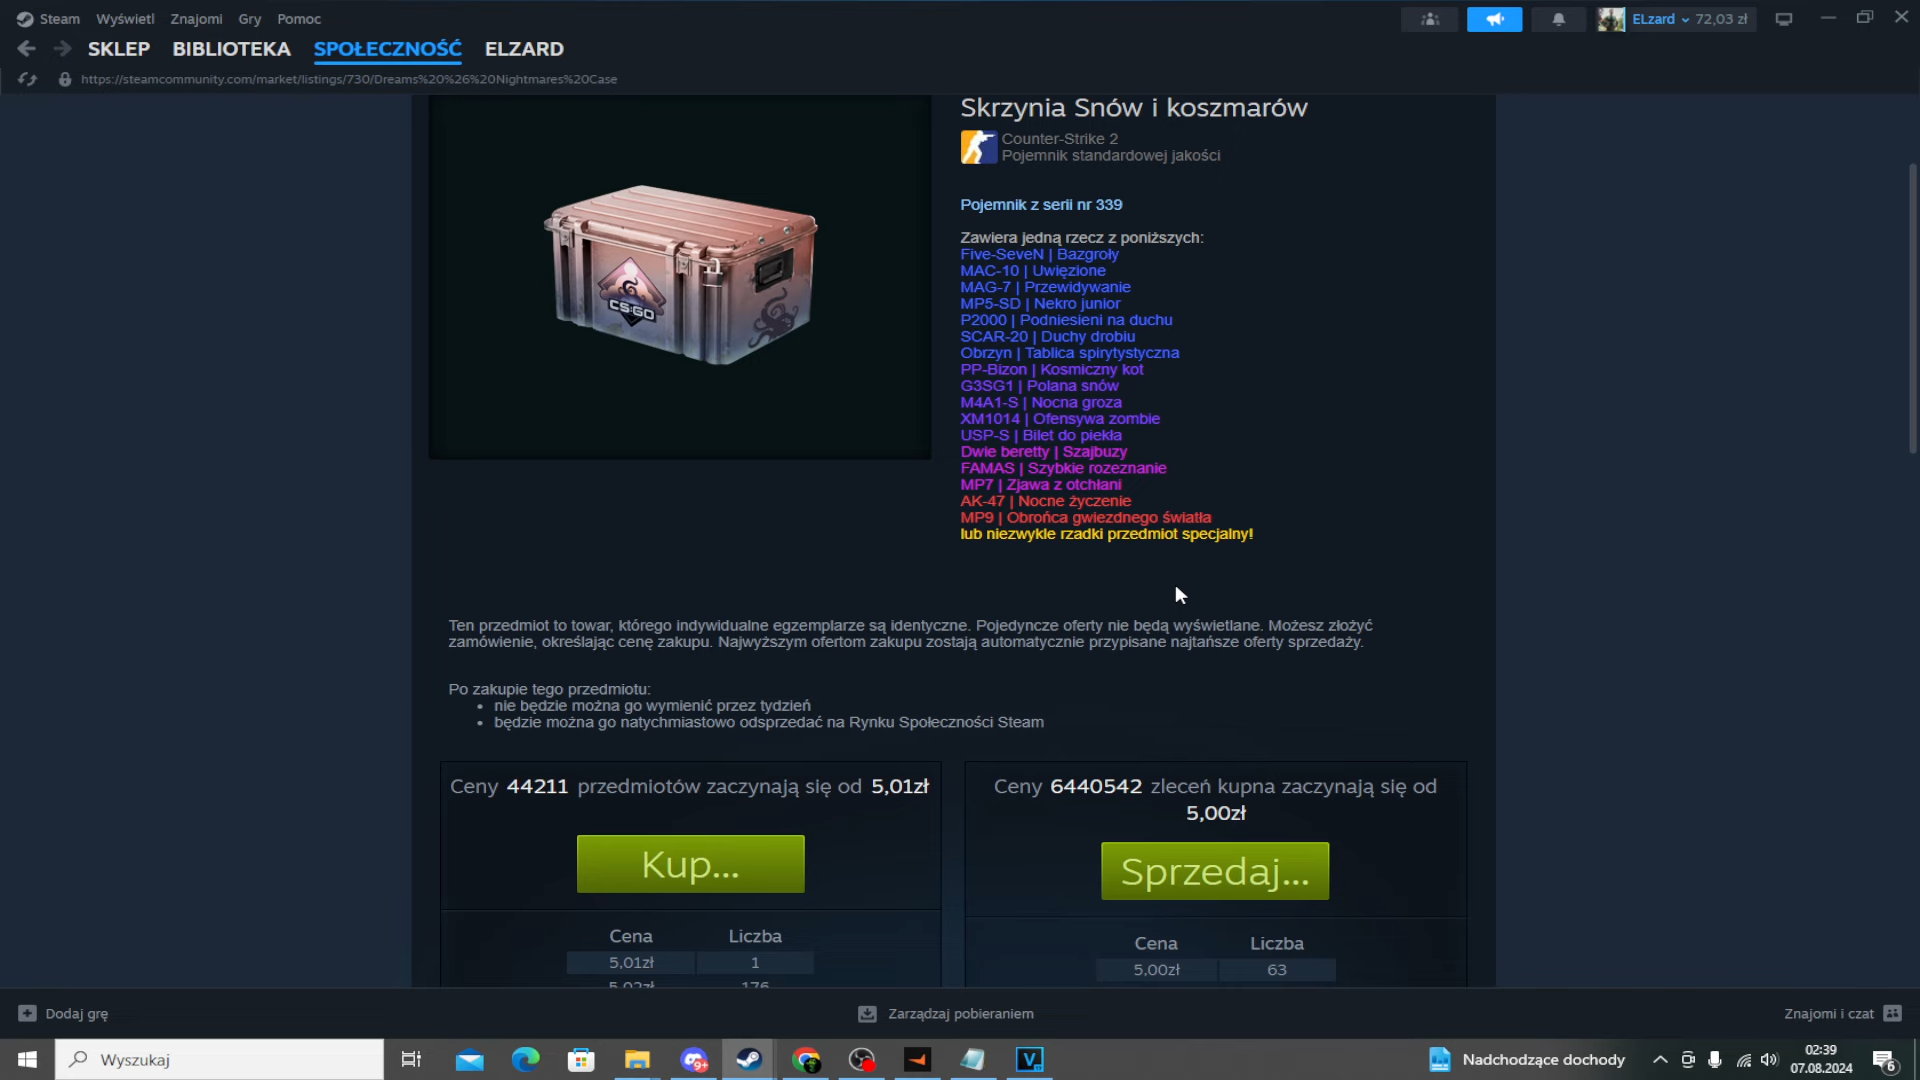 Steam Wyświetl Znajomi Gry Pomoc
ELzard 72,03 zł
SKLEP BIBLIOTEKA SPOŁECZNOŚĆ ELZARD
https://steamcommunity.com/market/listings/730/Dreams%20%26%20Nightmares%20Case
Skrzynia Snów i koszmarów
Counter-Strike 2
Pojemnik standardowej jakości
Pojemnik z serii nr 339
Zawiera jedną rzecz z poniższych:
Five-SeveN | Bazgroły
MAC-10 | Uwięzione
MAG-7 | Przewidywanie
MP5-SD | Nekro junior
P2000 | Podniesieni na duchu
SCAR-20 | Duchy drobiu
Obrzyn | Tablica spirytystyczna
PP-Bizon | Kosmiczny kot
G3SG1 | Polana snów
M4A1-S | Nocna groza
XM1014 | Ofensywa zombie
USP-S | Bilet do piekła
Dwie beretty | Szajbuzy
FAMAS | Szybkie rozeznanie
MP7 | Zjawa z otchłani
AK-47 | Nocne życzenie
MP9 | Obrońca gwiezdnego światła
lub niezwykle rzadki przedmiot specjalny!
CS:GO
Ten przedmiot to towar, którego indywidualne egzemplarze są identyczne. Pojedyncze oferty nie będą wyświetlane. Możesz złożyć
zamówienie, określając cenę zakupu. Najwyższym ofertom zakupu zostają automatycznie przypisane najtańsze oferty sprzedaży.
Po zakupie tego przedmiotu:
• nie będzie można go wymienić przez tydzień
• będzie można go natychmiastowo odsprzedać na Rynku Społeczności Steam
Ceny 44211 przedmiotów zaczynają się od 5,01zł
Kup...
Cena Liczba
5,01zł 1
5,02zł 176
Ceny 6440542 zleceń kupna zaczynają się od
5,00zł
Sprzedaj...
Cena Liczba
5,00zł 63
Dodaj grę
Zarządzaj pobieraniem
Znajomi i czat
Wyszukaj
9+
V
Nadchodzące dochody
02:39
07.08.2024
6